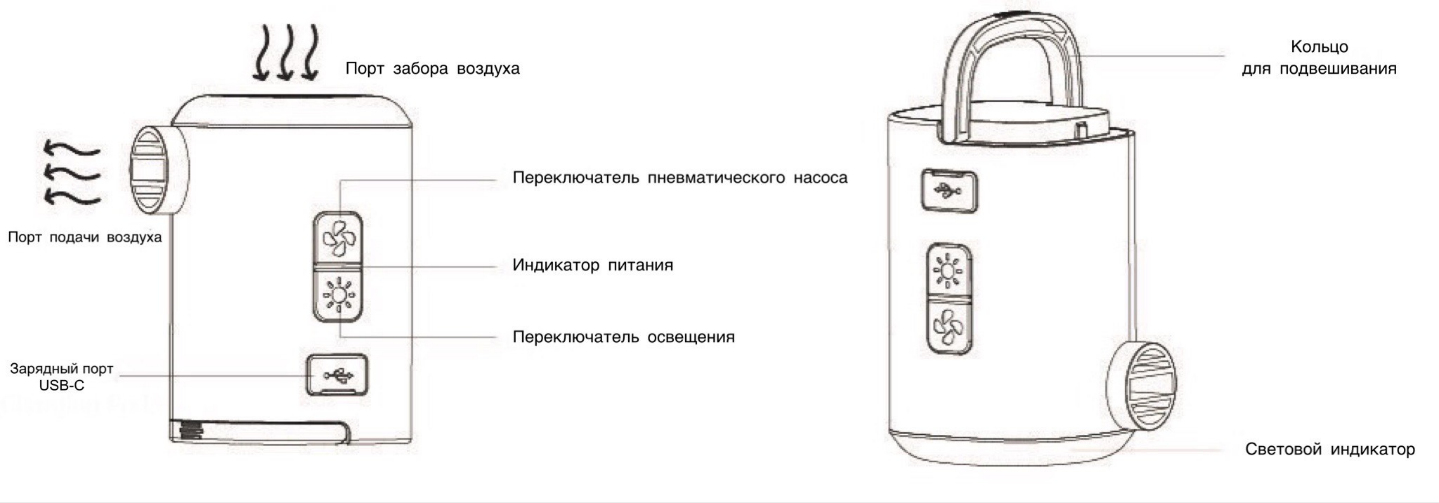 Порт забора воздуха
Порт подачи воздуха
Переключатель пневматического насоса
Индикатор питания
Переключатель освещения
Зарядный порт
USB-C
Кольцо
для подвешивания
Световой индикатор